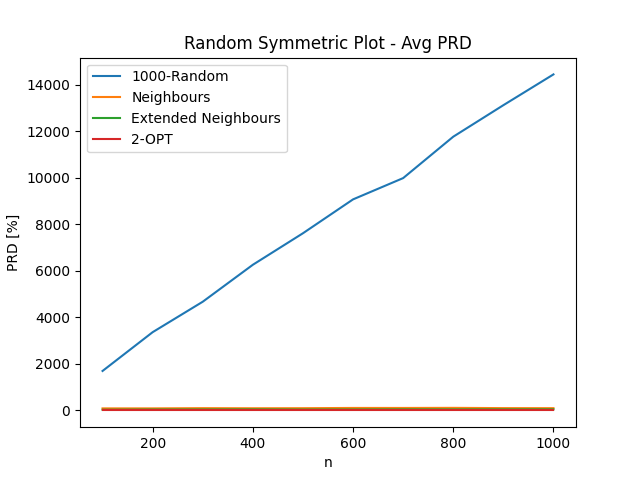 Random Symmetric Plot - Avg PRD
1000-Random
Neighbours
Extended Neighbours
2-OPT
PRD [%]
14000
12000
10000
8000
6000
4000
2000
0
200
400
600
800
1000
n